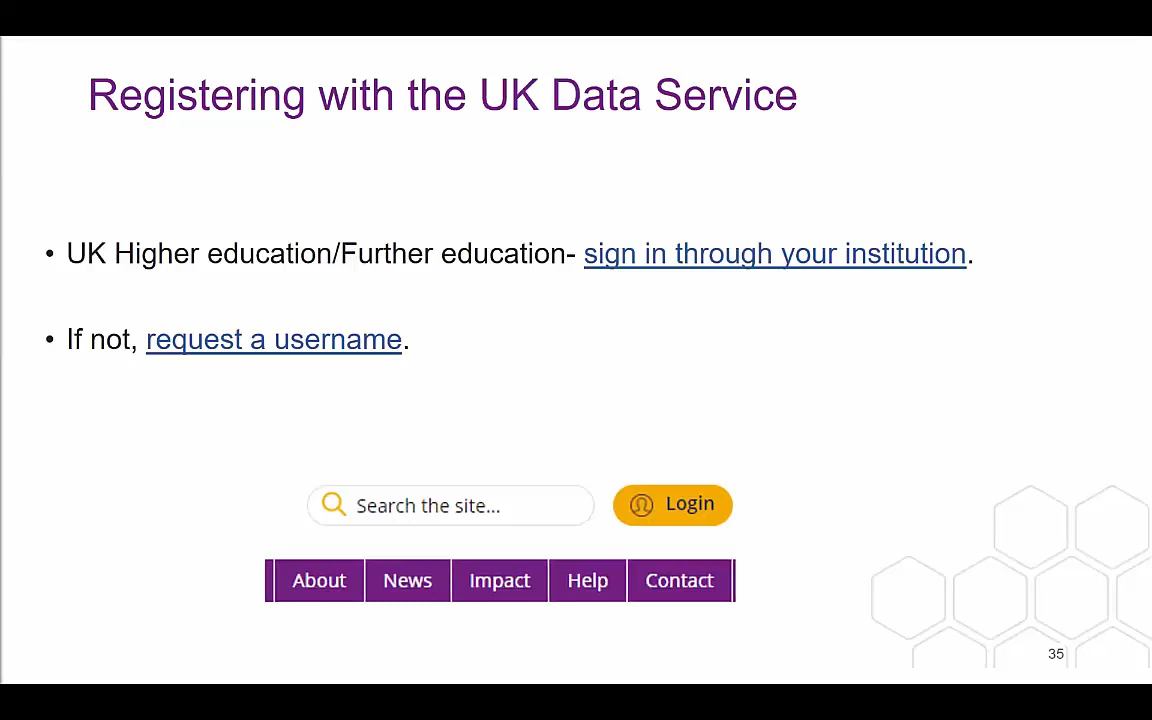 Registering with the UK Data Service
• UK Higher education/Further education- sign in through your institution.
• If not, request a username.
Search the site...
Login
About News Impact Help Contact
35